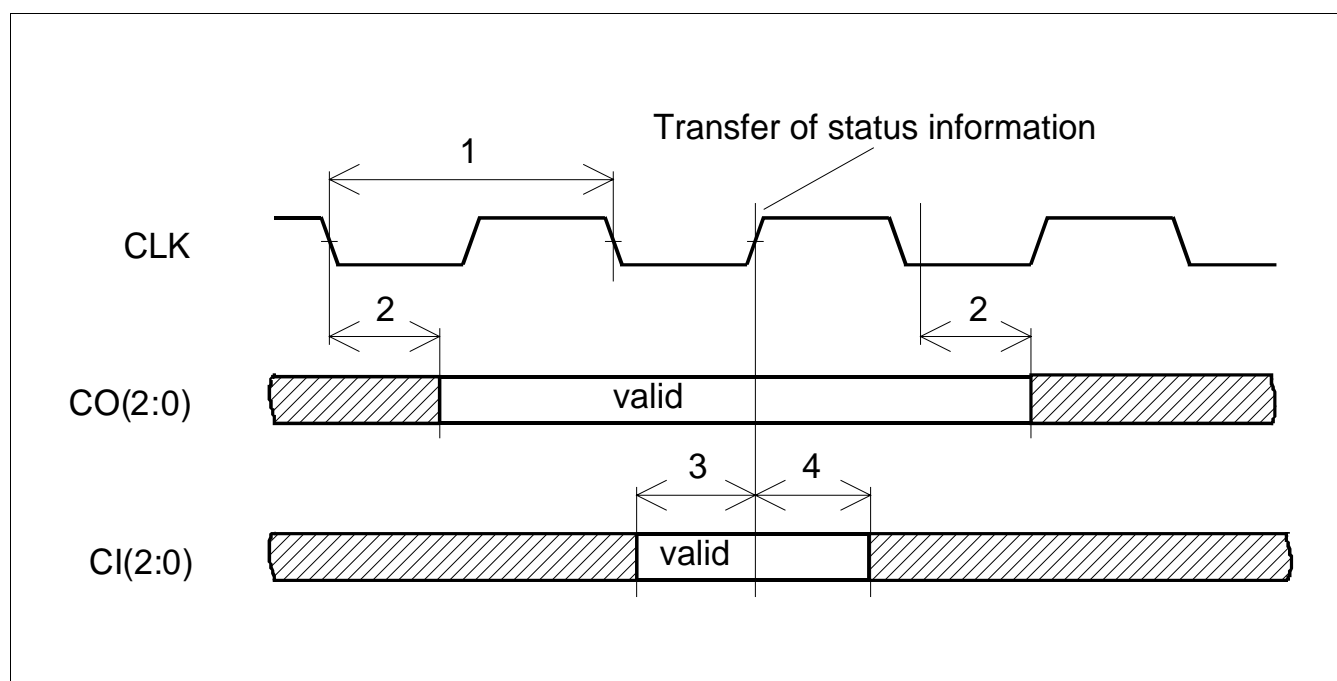 Transfer of status information
1
CLK
2 2
CO(2:0) valid
3 4
CI(2:0) valid